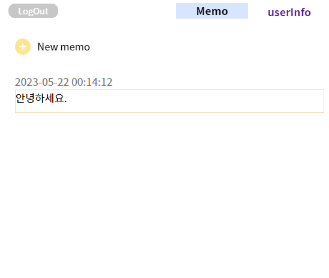 LogOut
Memo
userInfo
New memo
2023-05-22 00:14:12
안녕하세요.